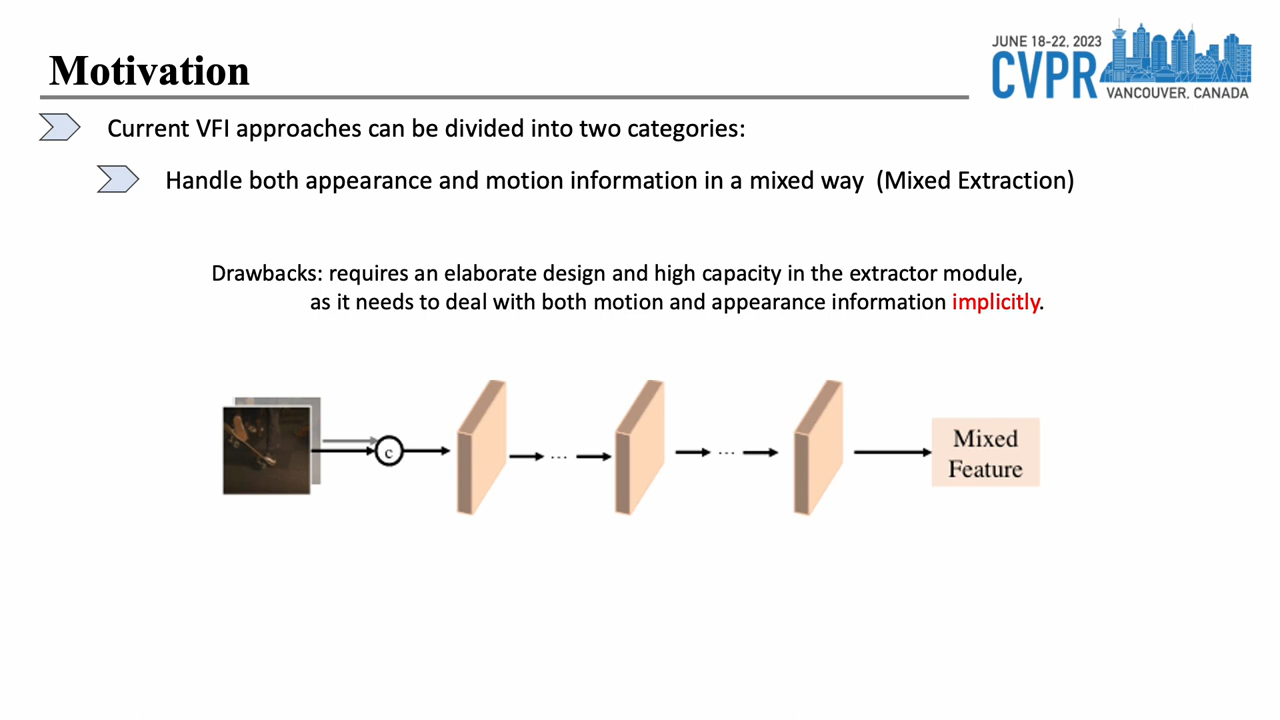 Motivation
JUNE 18-22, 2023
CVPR
VANCOUVER, CANADA
Current VFI approaches can be divided into two categories:
Handle both appearance and motion information in a mixed way (Mixed Extraction)
Drawbacks: requires an elaborate design and high capacity in the extractor module,
as it needs to deal with both motion and appearance information implicitly.
c
...
...
Mixed
Feature